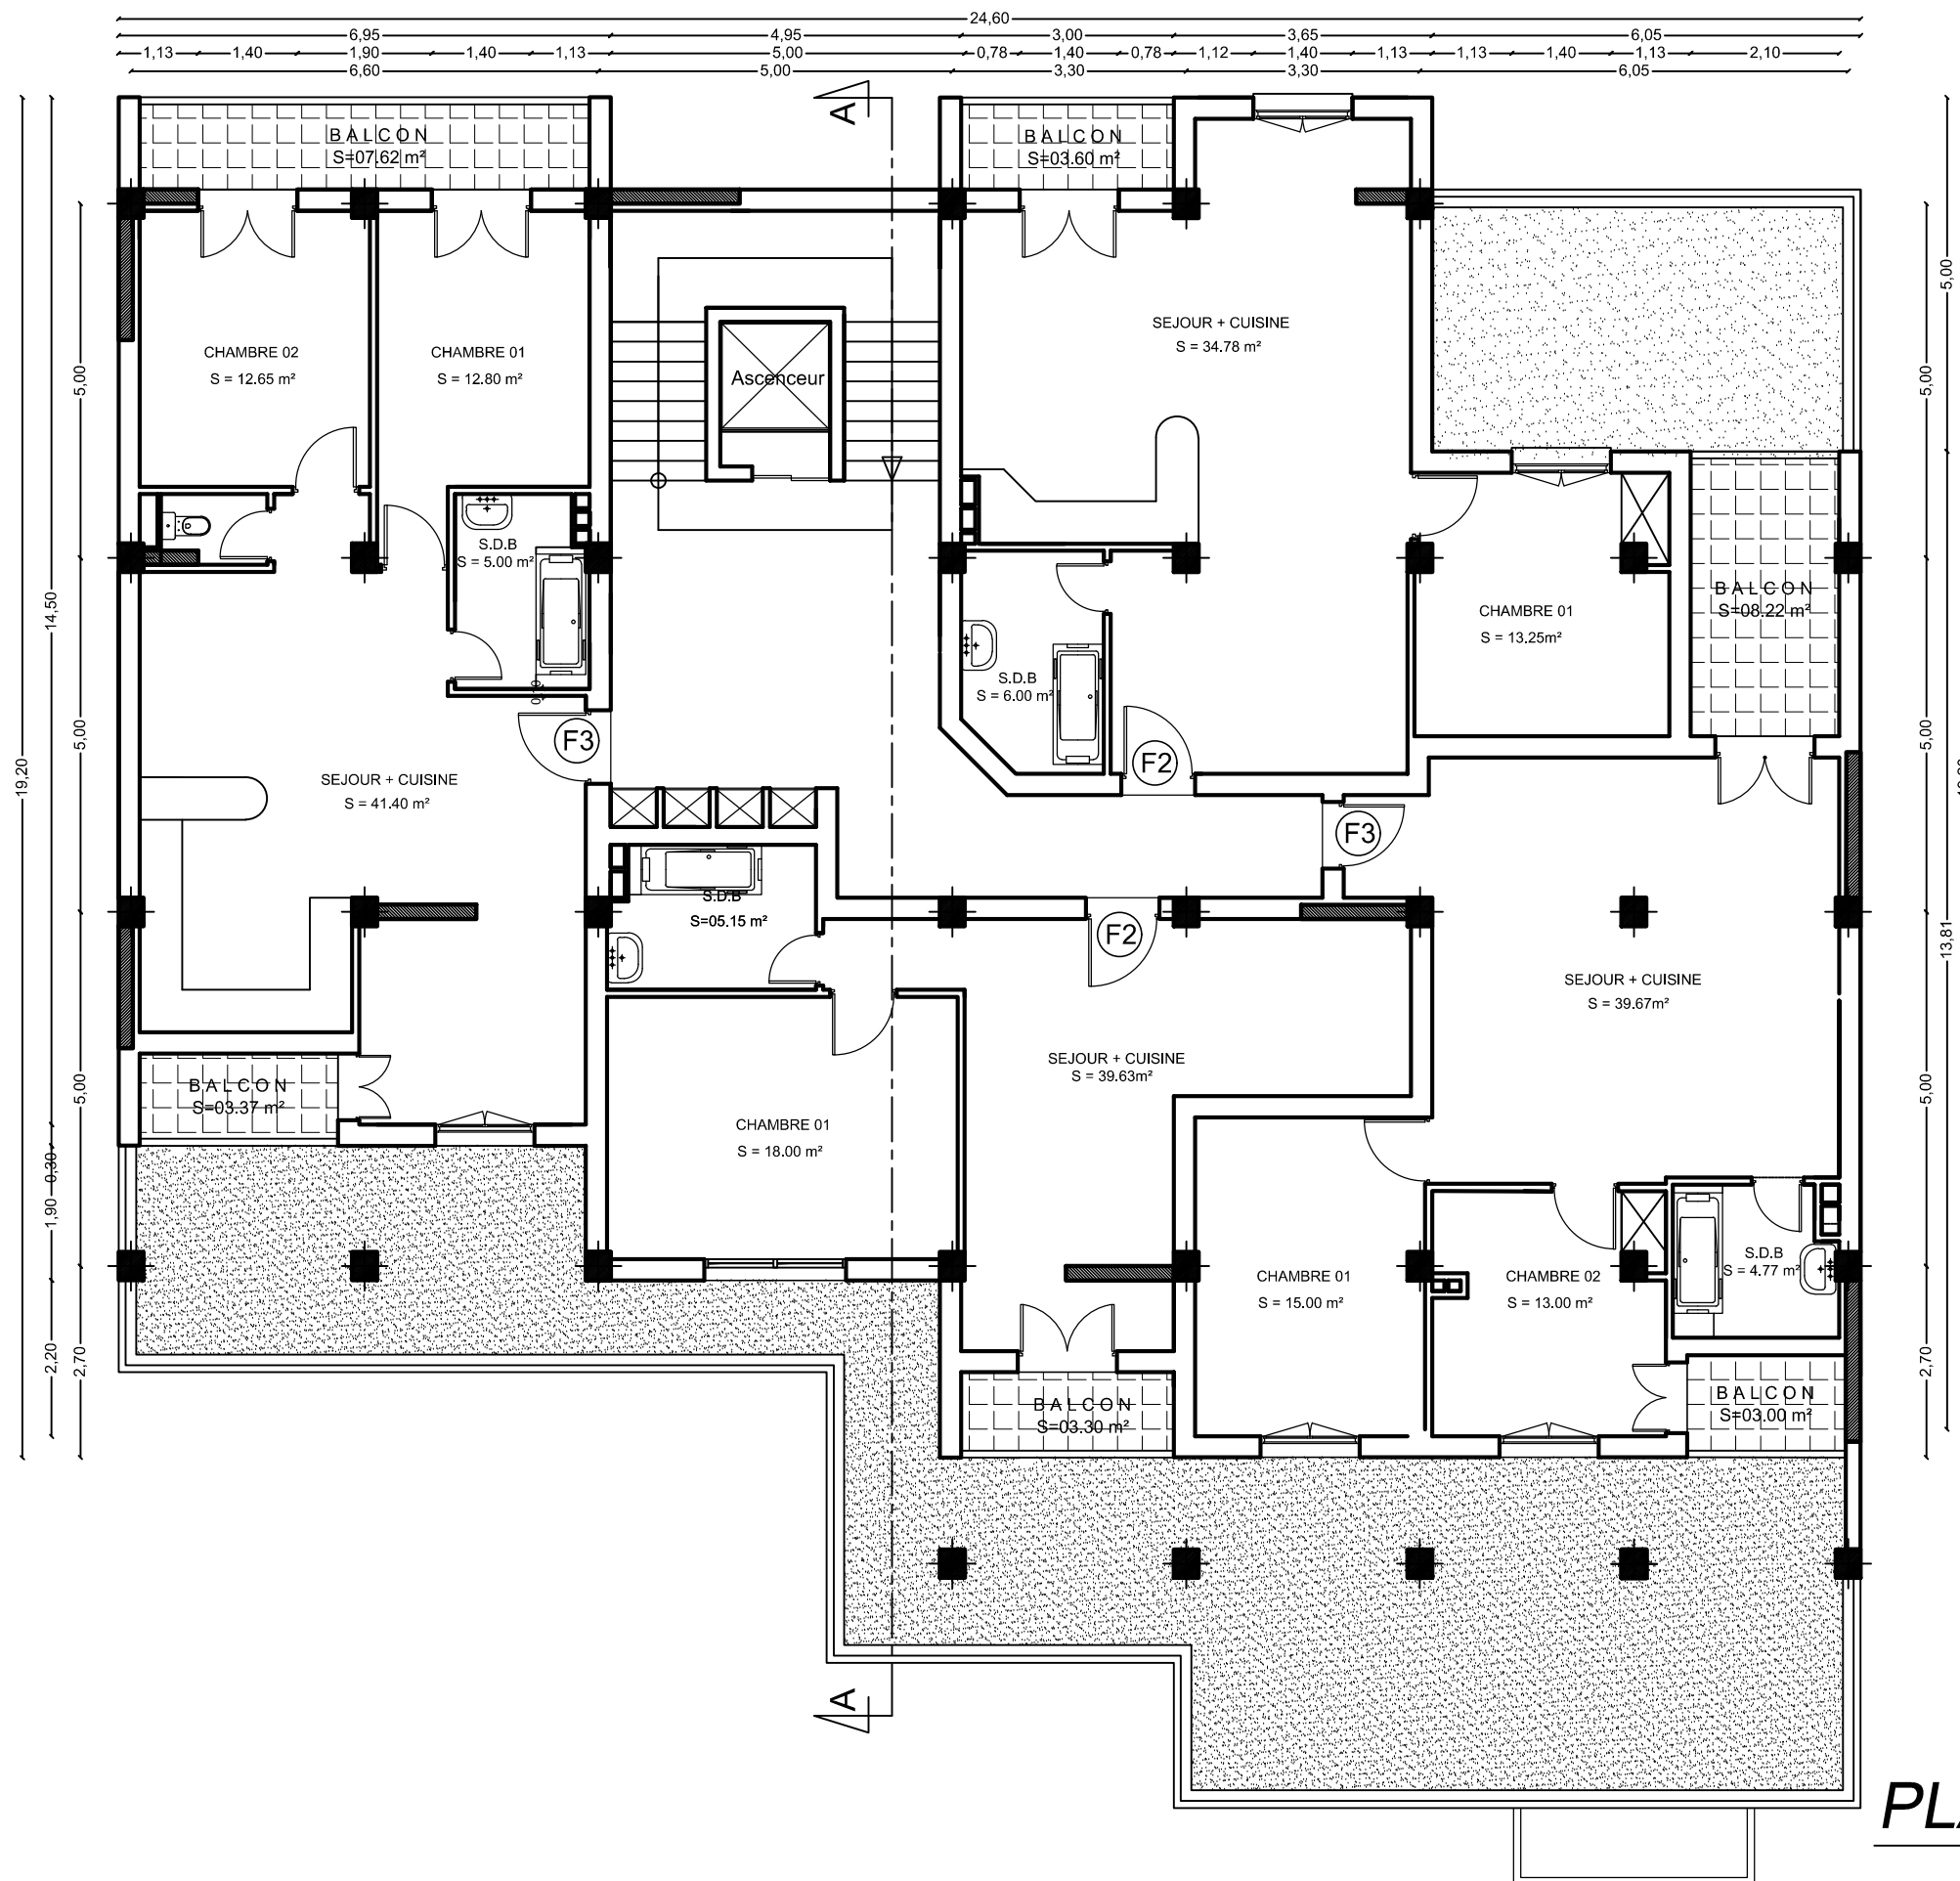 24,60
6,95 4,95 3,00 3,65 6,05
1,13 1,40 1,90 1,40 1,13 5,00 0,78 1,40 0,78 1,12 1,40 1,13 1,13 1,40 1,13 2,10
6,60 5,00 3,30 3,30 6,05
A
BALCON
S=07.62 m²
BALCON
S=03.60 m²
CHAMBRE 02
S = 12.65 m²
CHAMBRE 01
S = 12.80 m²
Ascenceur
SEJOUR + CUISINE
S = 34.78 m²
S.D.B
S = 5.00 m²
CHAMBRE 01
S = 13.25m²
BALCON
S=08.22 m²
S.D.B
S = 6.00 m²
F3
F2
SEJOUR + CUISINE
S = 41.40 m²
F3
S.D.B
S=05.15 m²
F2
SEJOUR + CUISINE
S = 39.67m²
SEJOUR + CUISINE
S = 39.63m²
BALCON
S=03.37 m²
CHAMBRE 01
S = 18.00 m²
CHAMBRE 01
S = 15.00 m²
CHAMBRE 02
S = 13.00 m²
S.D.B
S = 4.77 m²
BALCON
S=03.30 m²
BALCON
S=03.00 m²
A
19,20
14,50
0,30
1,90
2,20
5,00
5,00
5,00
2,70
5,00
5,00
5,00
2,70
5,00
13,81
PLA